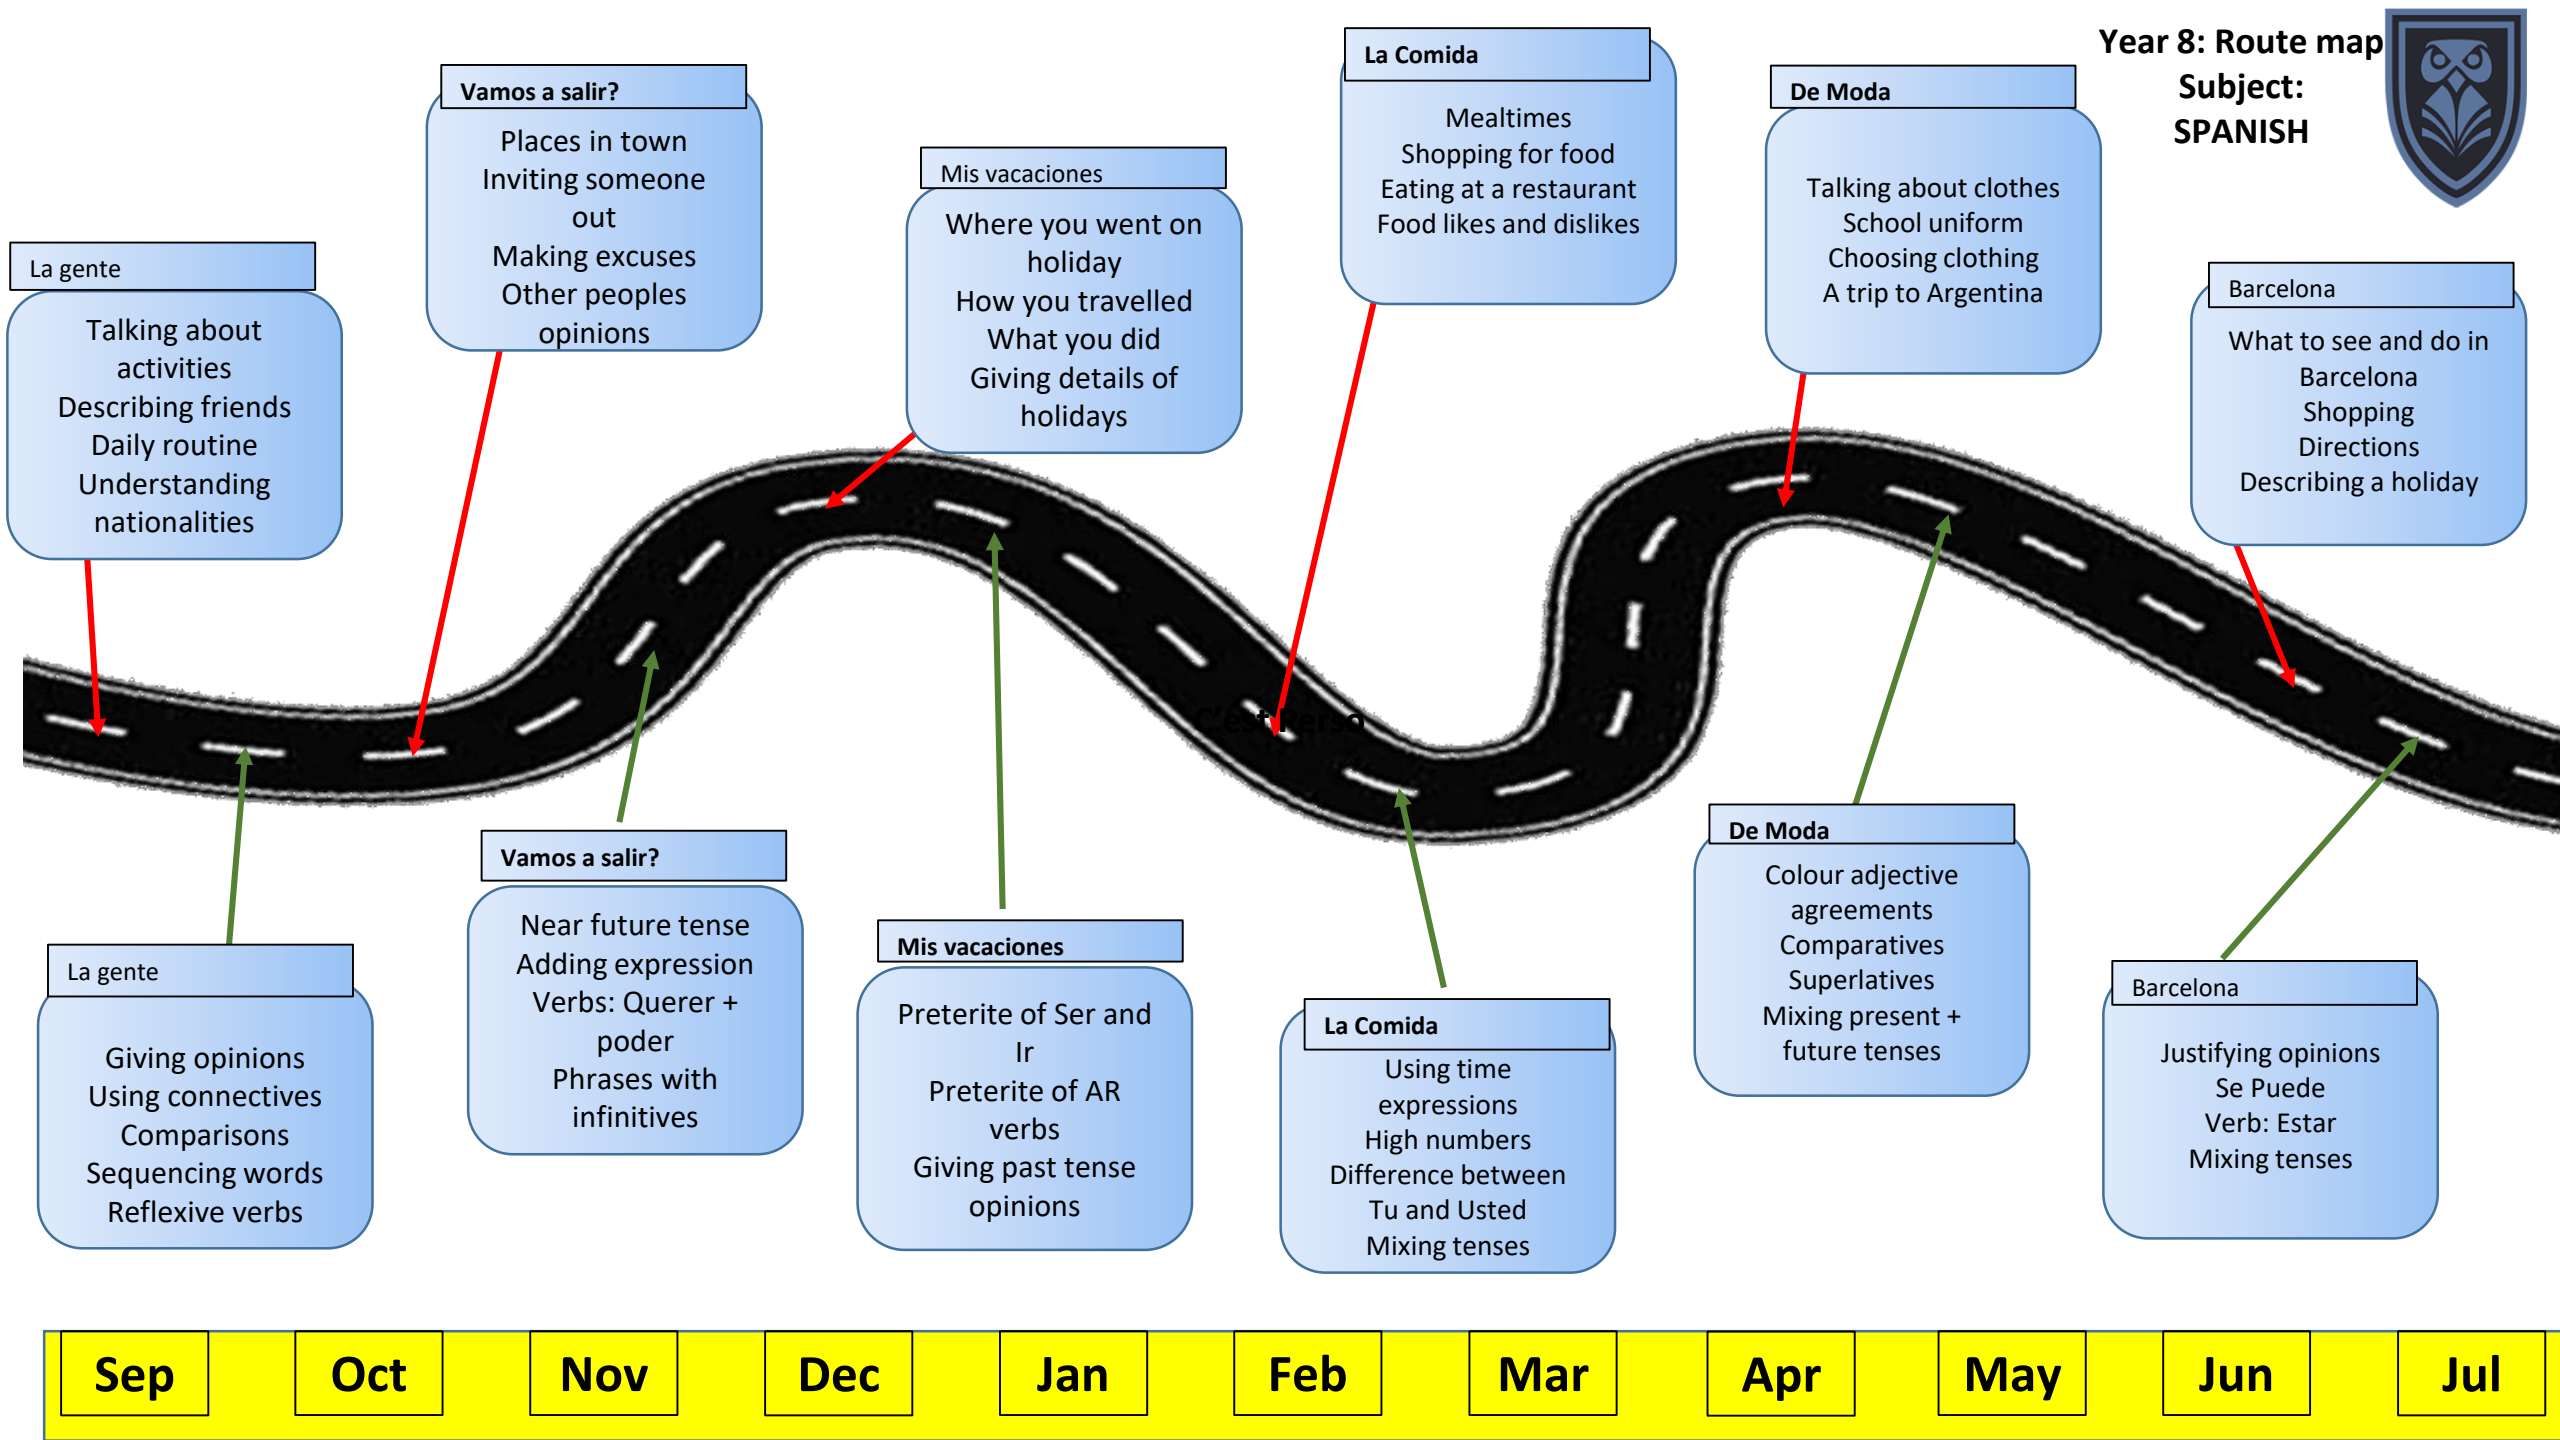 Year 8: Route map
Subject:
SPANISH
La gente
Talking about
activities
Describing friends
Daily routine
Understanding
nationalities
Vamos a salir?
Places in town
Inviting someone
out
Making excuses
Other peoples
opinions
Mis vacaciones
Where you went on
holiday
How you travelled
What you did
Giving details of
holidays
La Comida
Mealtimes
Shopping for food
Eating at a restaurant
Food likes and dislikes
De Moda
Talking about clothes
School uniform
Choosing clothing
A trip to Argentina
Barcelona
What to see and do in
Barcelona
Shopping
Directions
Describing a holiday
C'est Perso
La gente
Giving opinions
Using connectives
Comparisons
Sequencing words
Reflexive verbs
Vamos a salir?
Near future tense
Adding expression
Verbs: Querer +
poder
Phrases with
infinitives
Mis vacaciones
Preterite of Ser and
Ir
Preterite of AR
verbs
Giving past tense
opinions
La Comida
Using time
expressions
High numbers
Difference between
Tu and Usted
Mixing tenses
De Moda
Colour adjective
agreements
Comparatives
Superlatives
Mixing present +
future tenses
Barcelona
Justifying opinions
Se Puede
Verb: Estar
Mixing tenses
Sep
Oct
Nov
Dec
Jan
Feb
Mar
Apr
May
Jun
Jul